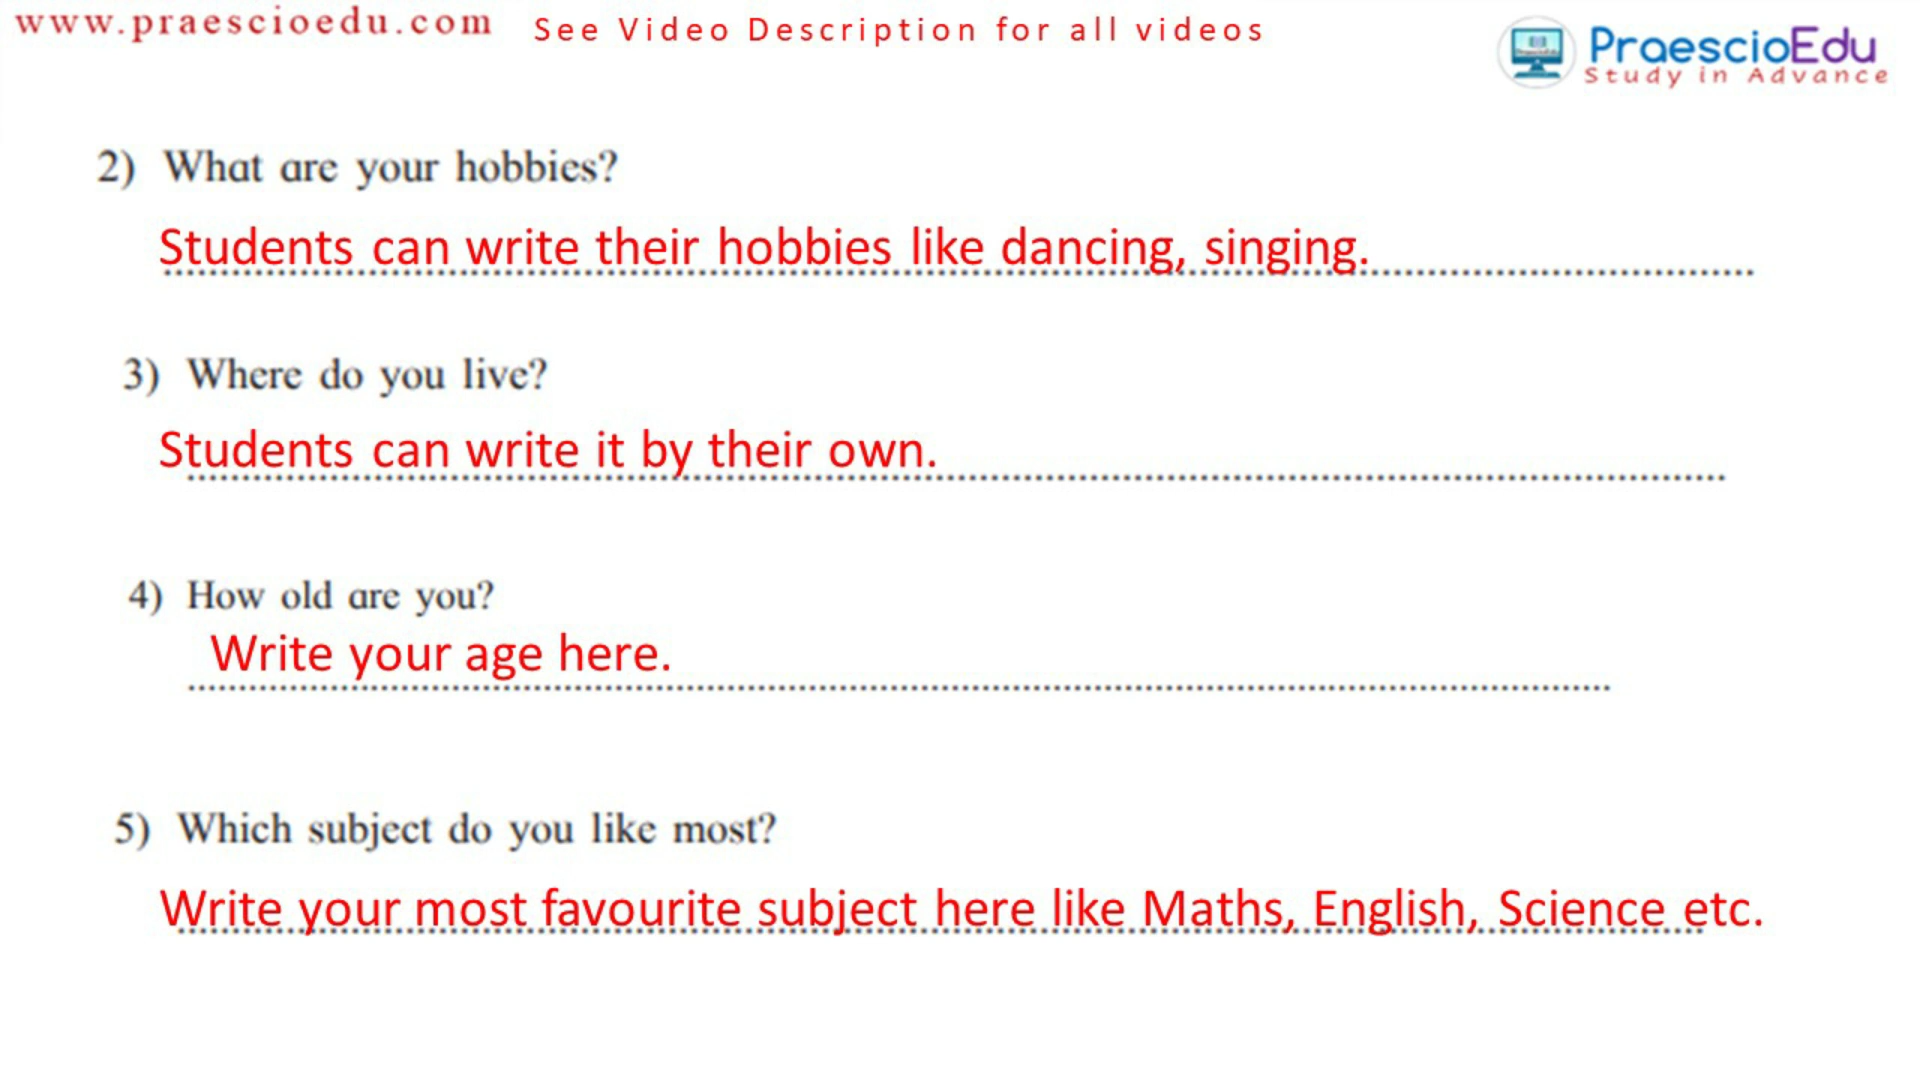 www.praescioedu.com See Video Description for all videos
PraescioEdu
Study in Advance
2) What are your hobbies?
Students can write their hobbies like dancing, singing.
3) Where do you live?
Students can write it by their own.
4) How old are you?
Write your age here.
5) Which subject do you like most?
Write your most favourite subject here like Maths, English, Science etc.